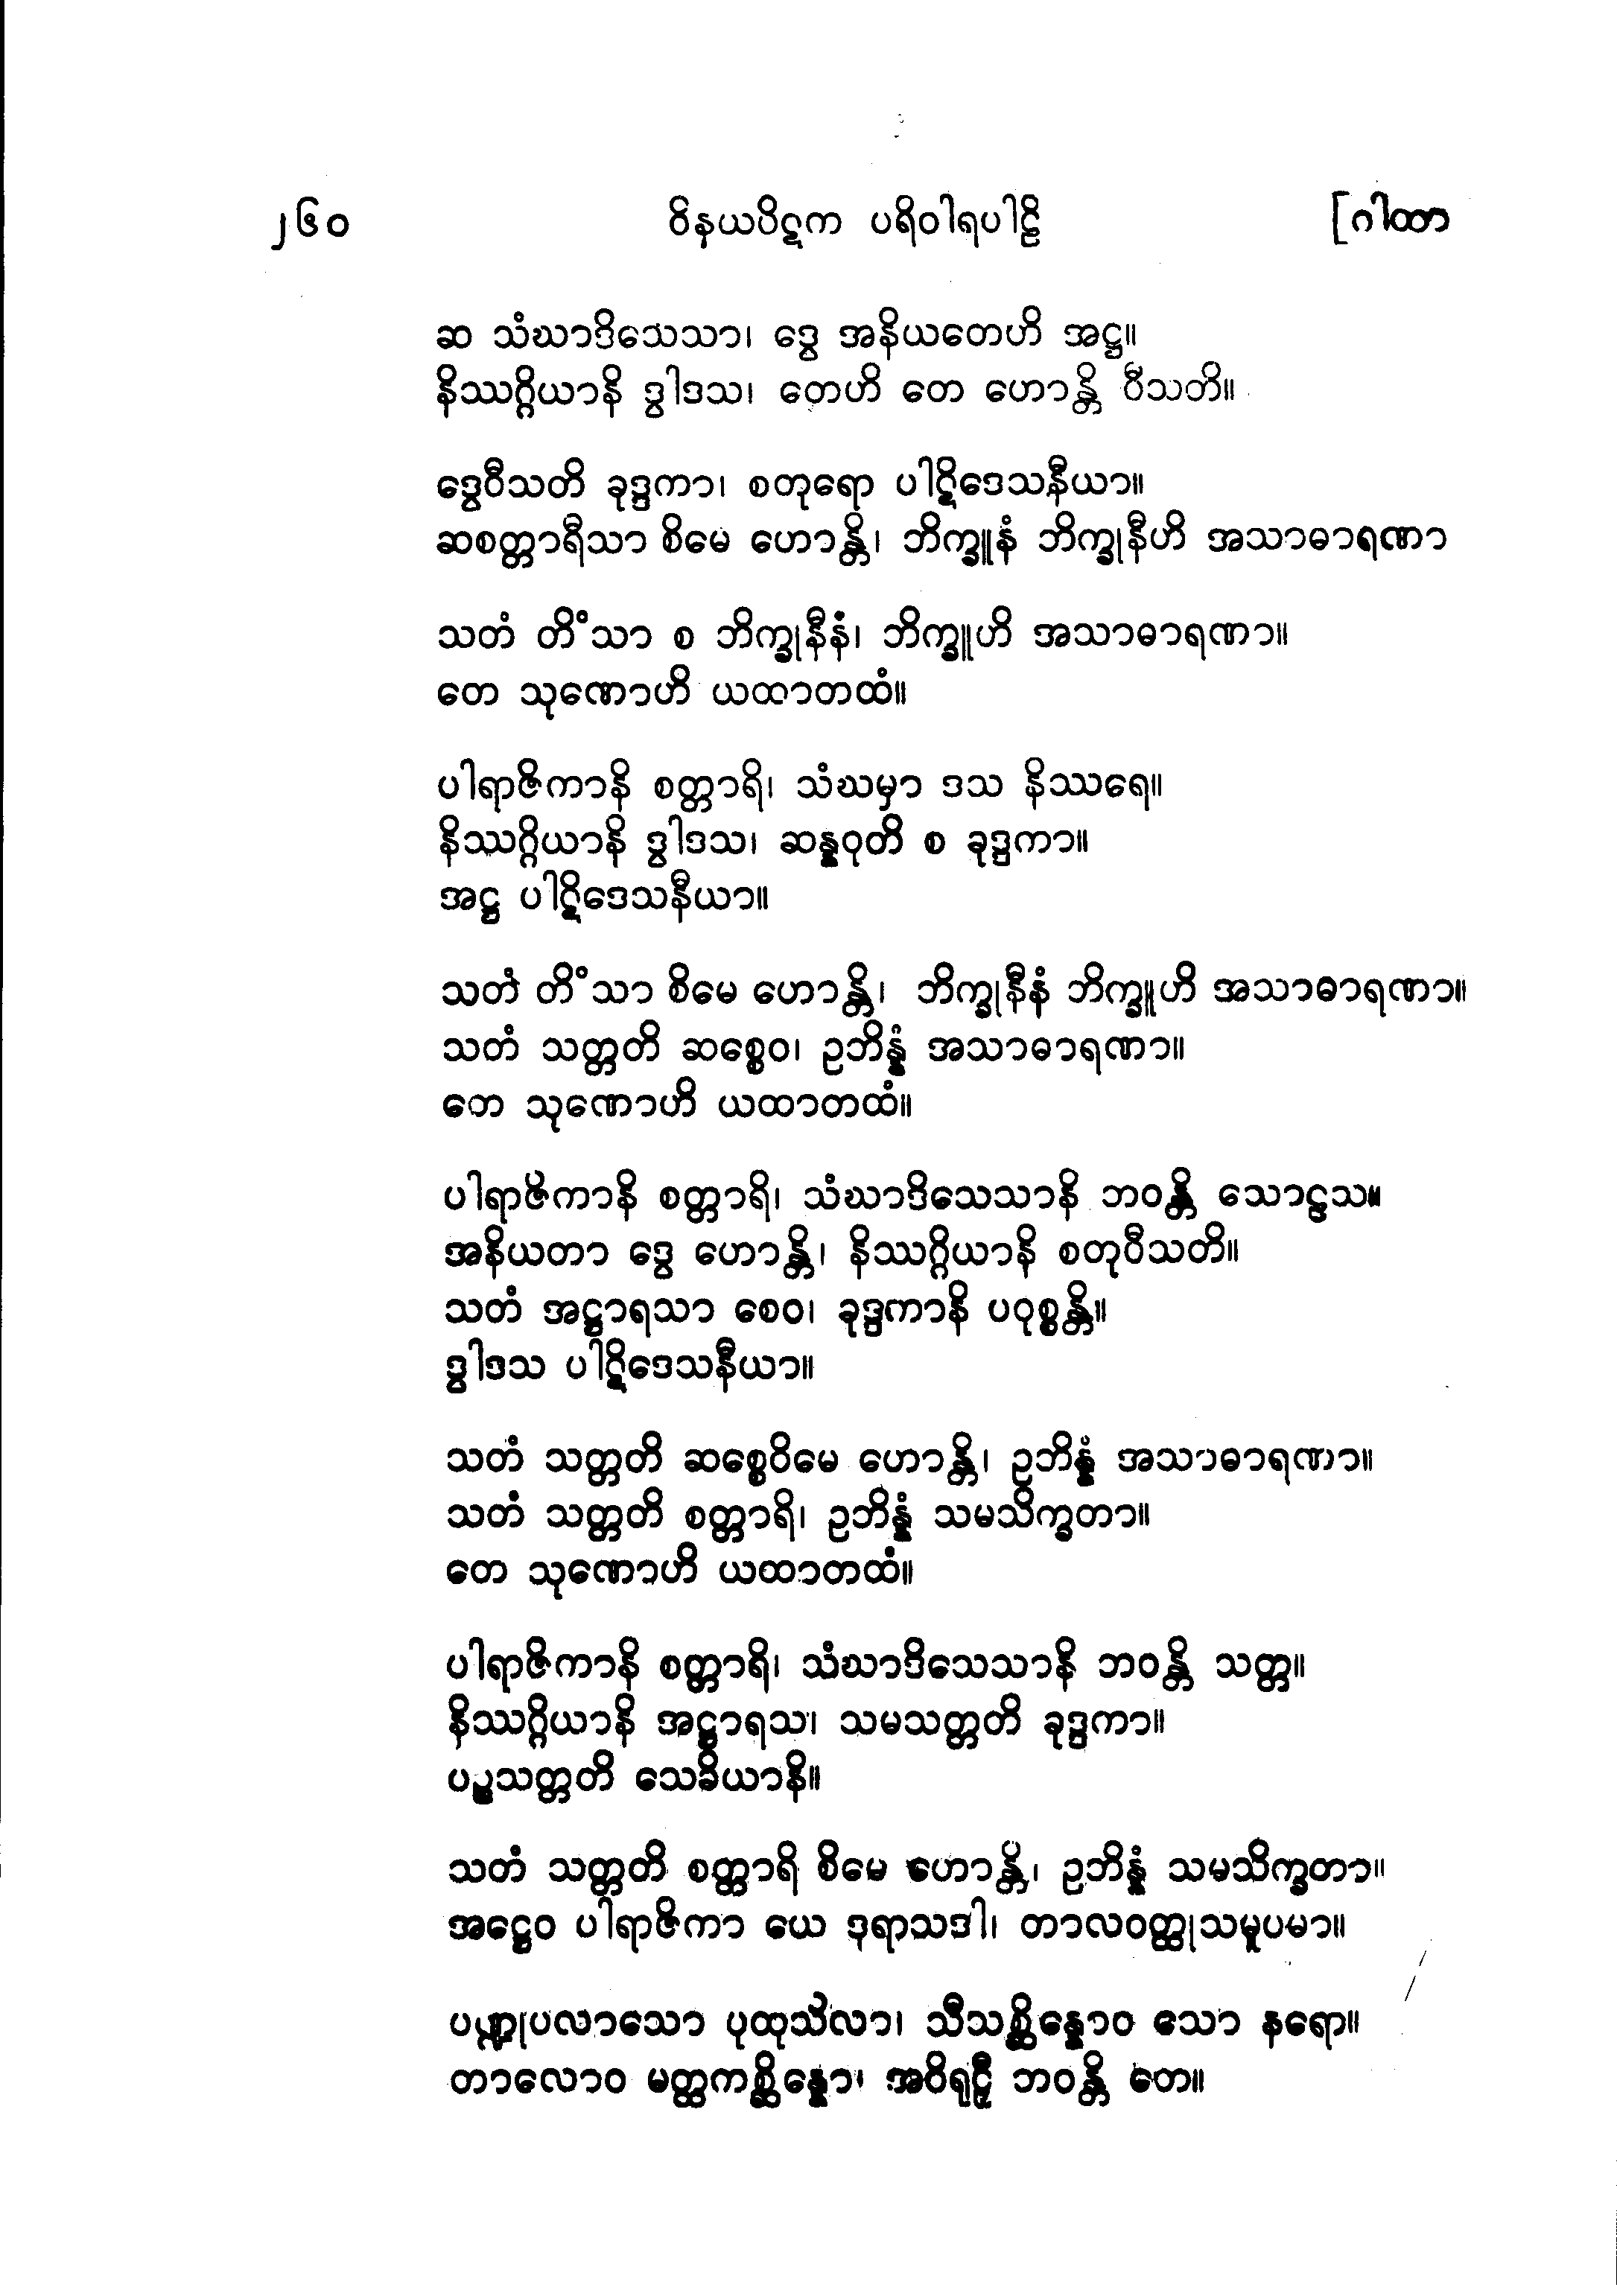 ၂၆၀ ဝိနယပိဋက ပရိဝါရပါဠိ [ဂါထာ
ဆ သံဃာဒိသေသာ၊ ဒွေ အနိယတေဟိ အဋ္ဌ။
နိဿဂ္ဂိယာနိ ဒွါဒသ၊ တေဟိ တေ ဟောန္တိ ဝီသတိ။
ဒွေဝီသတိ ခုဒ္ဒကာ၊ စတုရော ပါဋိဒေသနီယာ။
ဆစတ္တာရီသာ စိမေ ဟောန္တိ၊ ဘိက္ခူနံ ဘိက္ခုနီဟိ အသာဓာရဏာ
သတံ တိံသာ စ ဘိက္ခုနီနံ၊ ဘိက္ခူဟိ အသာဓာရဏာ။
တေ သုဏောဟိ ယထာတထံ။
ပါရာဇိကာနိ စတ္တာရိ၊ သံဃမှာ ဒသ နိဿရေ။
နိဿဂ္ဂိယာနိ ဒွါဒသ၊ ဆန္နဝုတိ စ ခုဒ္ဒကာ။
အဋ္ဌ ပါဋိဒေသနီယာ။
သတံ တိံသာ စိမေ ဟောန္တိ၊ ဘိက္ခုနီနံ ဘိက္ခူဟိ အသာဓာရဏာ။
သတံ သတ္တတိ ဆစ္စေဝ၊ ဥဘိန္နံ အသာဓာရဏာ။
တေ သုဏောဟိ ယထာတထံ။
ပါရာဇိကာနိ စတ္တာရိ၊ သံဃာဒိသေသာနိ ဘဝန္တိ သောဠသ။
အနိယတာ ဒွေ ဟောန္တိ၊ နိဿဂ္ဂိယာနိ စတုဝီသတိ။
သတံ အဋ္ဌာရသာ စေဝ၊ ခုဒ္ဒကာနိ ပဝုစ္စန္တိ။
ဒွါဒသ ပါဋိဒေသနီယာ။
သတံ သတ္တတိ ဆစ္စေဝိမေ ဟောန္တိ၊ ဥဘိန္နံ အသာဓာရဏာ။
သတံ သတ္တတိ စတ္တာရိ၊ ဥဘိန္နံ သမသိက္ခတာ။
တေ သုဏောဟိ ယထာတထံ။
ပါရာဇိကာနိ စတ္တာရိ၊ သံဃာဒိသေသာနိ ဘဝန္တိ သတ္တ။
နိဿဂ္ဂိယာနိ အဋ္ဌာရသ၊ သမသတ္တတိ ခုဒ္ဒကာ။
ပဉ္စသတ္တတိ သေခိယာနိ။
သတံ သတ္တတိ စတ္တာရိ စိမေ ဟောန္တိ၊ ဥဘိန္နံ သမသိက္ခတာ။
အဋ္ဌေဝ ပါရာဇိကာ ယေ ဒုရာသဒါ၊ တာလဝတ္ထုသမူပမာ။
ပဏ္ဍုပလာသော ပုထုသိလာ၊ သီသစ္ဆိန္နောဝ သော နရော။
တာလောဝ မတ္ထကစ္ဆိန္နော၊ အဝိရုဠှီ ဘဝန္တိ တေ။